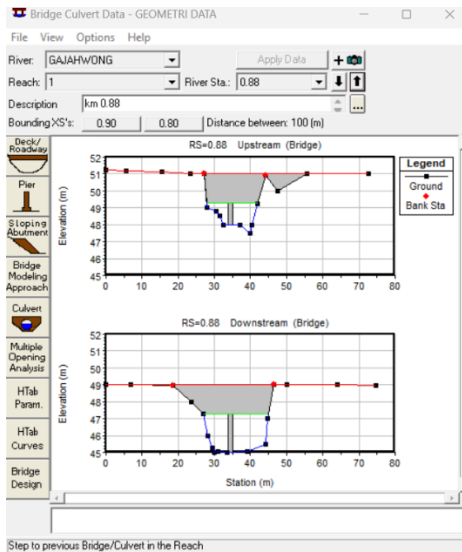 Bridge Culvert Data - GEOMETRI DATA
File View Options Help
River: GAJAHWONG Apply Data
Reach: 1 River Sta.: 0.88
Description km 0.88 ...
Bounding XS's: 0.90 0.80 Distance between: 100 (m)
Deck/
Roadway
Pier
Sloping
Abutment
Bridge
Modeling
Approach
Culvert
Multiple
Opening
Analysis
HTab
Param.
HTab
Curves
Bridge
Design
RS=0.88 Upstream (Bridge)
Elevation (m)
52
51
50
49
48
47
46
45
0 10 20 30 40 50 60 70 80
Legend
Ground
Bank Sta
RS=0.88 Downstream (Bridge)
Elevation (m)
52
51
50
49
48
47
46
45
0 10 20 30 40 50 60 70 80
Station (m)
Step to previous Bridge/Culvert in the Reach